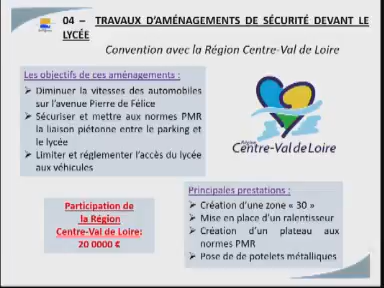 04 – TRAVAUX D'AMÉNAGEMENTS DE SÉCURITÉ DEVANT LE
LYCÉE
Convention avec la Région Centre-Val de Loire
Les objectifs de ces aménagements :
➤ Diminuer la vitesses des automobiles
sur l'avenue Pierre de Félice
➤ Sécuriser et mettre aux normes PMR
la liaison piétonne entre le parking et
le lycée
➤ Limiter et réglementer l'accès du lycée
aux véhicules
Région
Centre-Val de Loire
Participation de
la Région
Centre-Val de Loire:
20 0000 €
Principales prestations :
➤ Création d'une zone « 30 »
➤ Mise en place d'un ralentisseur
➤ Création d'un plateau aux
normes PMR
➤ Pose de de potelets métalliques